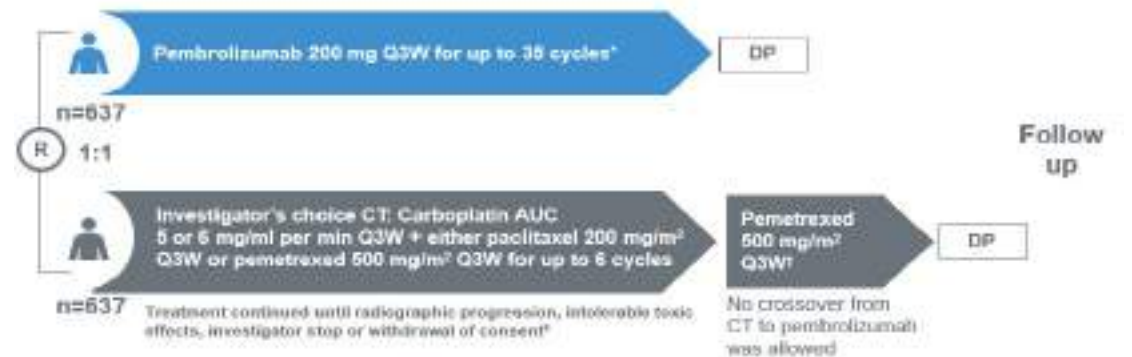 Pembrolizumab 200 mg Q3W for up to 35 cycles*
DP
n=637
R 1:1
Follow
up
Investigator's choice CT: Carboplatin AUC
5 or 6 mg/ml per min Q3W + either paclitaxel 200 mg/m²
Q3W or pemetrexed 500 mg/m² Q3W for up to 6 cycles
Pemetrexed
500 mg/m²
Q3W†
DP
n=637
Treatment continued until radiographic progression, intolerable toxic
effects, investigator stop or withdrawal of consent*
No crossover from
CT to pembrolizumab
was allowed